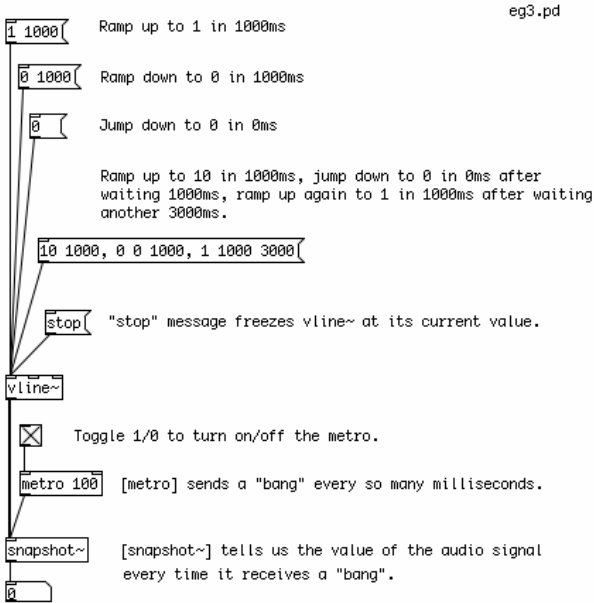 eg3.pd
1 1000
Ramp up to 1 in 1000ms
0 1000
Ramp down to 0 in 1000ms
0
Jump down to 0 in 0ms
Ramp up to 10 in 1000ms, jump down to 0 in 0ms after
waiting 1000ms, ramp up again to 1 in 1000ms after waiting
another 3000ms.
10 1000, 0 0 1000, 1 1000 3000
stop
"stop" message freezes vline~ at its current value.
vline~
Toggle 1/0 to turn on/off the metro.
metro 100
[metro] sends a "bang" every so many milliseconds.
snapshot~
[snapshot~] tells us the value of the audio signal
every time it receives a "bang".
0